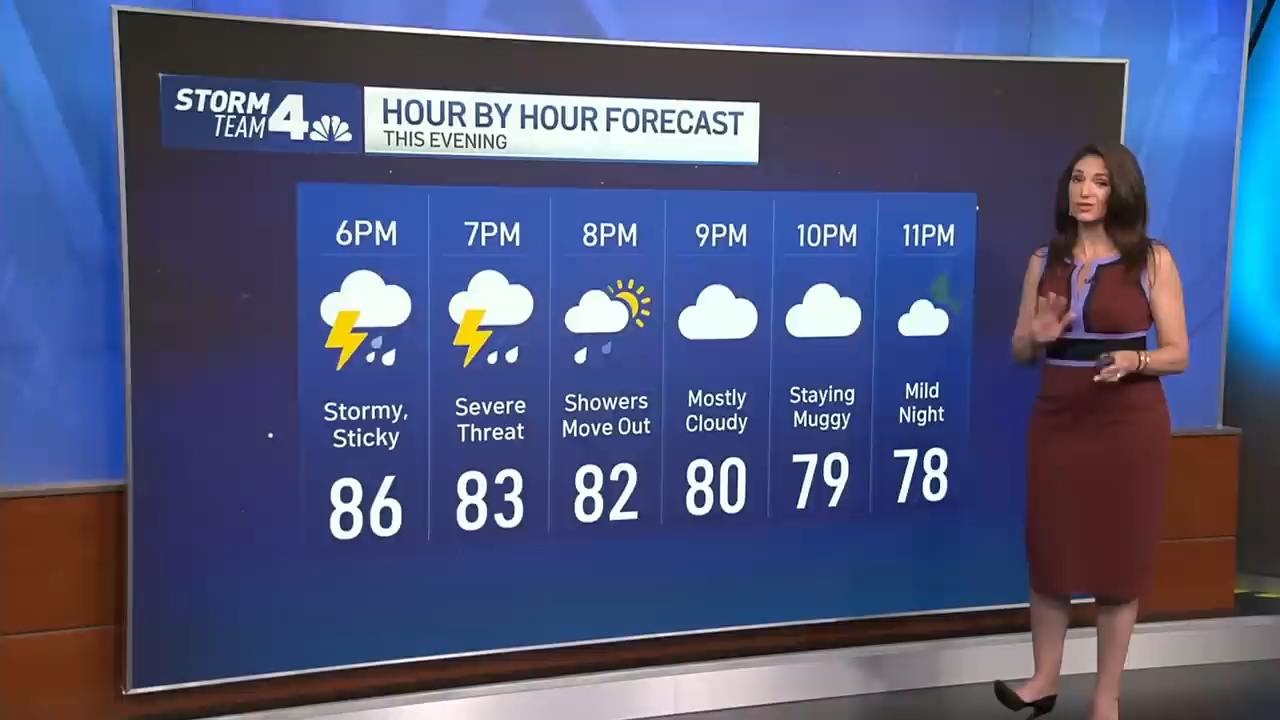 STORM
TEAM 4
HOUR BY HOUR FORECAST
THIS EVENING
6PM
7PM
8PM
9PM
10PM
11PM
Stormy,
Sticky
Severe
Threat
Showers
Move Out
Mostly
Cloudy
Staying
Muggy
Mild
Night
86
83
82
80
79
78